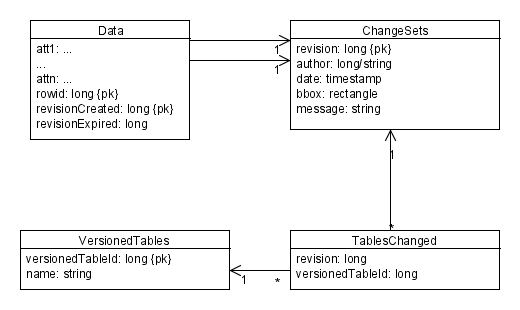 Data
att1: ...
...
attn: ...
rowid: long {pk}
revisionCreated: long {pk}
revisionExpired: long
1
1
ChangeSets
revision: long {pk}
author: long/string
date: timestamp
bbox: rectangle
message: string
1
*
VersionedTables
versionedTableId: long {pk}
name: string
1
*
TablesChanged
revision: long
versionedTableId: long